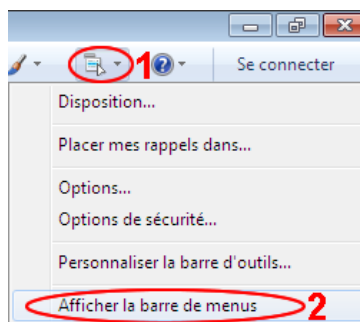 1
Se connecter
Disposition...
Placer mes rappels dans...
Options...
Options de sécurité...
Personnaliser la barre d'outils...
Afficher la barre de menus 2